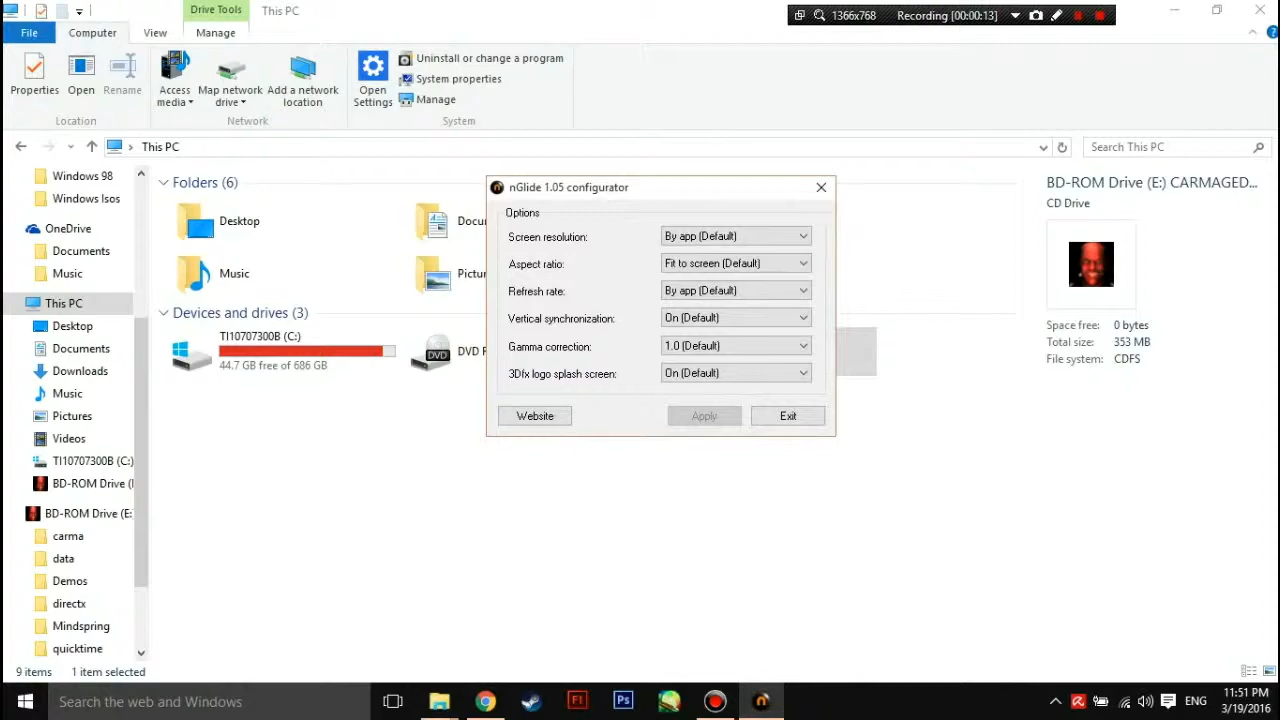 Drive Tools
This PC
1366x768
Recording [00:00:13]
File
Computer
View
Manage
Properties
Open
Rename
Access media
Map network drive
Add a network location
Open Settings
Uninstall or change a program
System properties
Manage
Location
Network
System
This PC
Search This PC
Windows 98
Windows Isos
OneDrive
Documents
Music
This PC
Desktop
Documents
Downloads
Music
Pictures
Videos
TI10707300B (C:)
BD-ROM Drive (
BD-ROM Drive (E:
carma
data
Demos
directx
Mindspring
quicktime
Folders (6)
Desktop
Docu
Music
Pictur
Devices and drives (3)
TI10707300B (C:)
44.7 GB free of 686 GB
DVD
DVD F
nGlide 1.05 configurator
Options
Screen resolution:
By app (Default)
Aspect ratio:
Fit to screen (Default)
Refresh rate:
By app (Default)
Vertical synchronization:
On (Default)
Gamma correction:
1.0 (Default)
3Dfx logo splash screen:
On (Default)
Website
Apply
Exit
BD-ROM Drive (E:) CARMAGED...
CD Drive
Space free: 0 bytes
Total size: 353 MB
File system: CDFS
9 items
1 item selected
Search the web and Windows
Fl
Ps
n
ENG
11:51 PM
3/19/2016